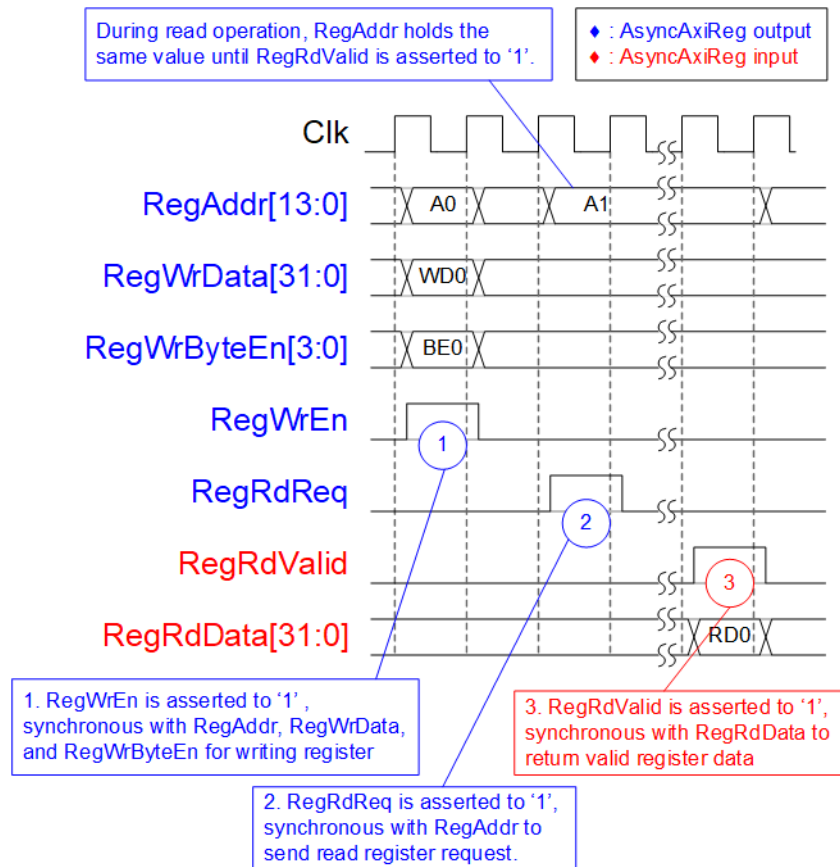 During read operation, RegAddr holds the
same value until RegRdValid is asserted to ‘1’.
♦ : AsyncAxiReg output
♦ : AsyncAxiReg input
Clk
RegAddr[13:0]
A0
A1
RegWrData[31:0]
WD0
RegWrByteEn[3:0]
BE0
RegWrEn
1
RegRdReq
2
RegRdValid
3
RegRdData[31:0]
RD0
1. RegWrEn is asserted to ‘1’ ,
synchronous with RegAddr, RegWrData,
and RegWrByteEn for writing register
3. RegRdValid is asserted to ‘1’,
synchronous with RegRdData to
return valid register data
2. RegRdReq is asserted to ‘1’,
synchronous with RegAddr to
send read register request.